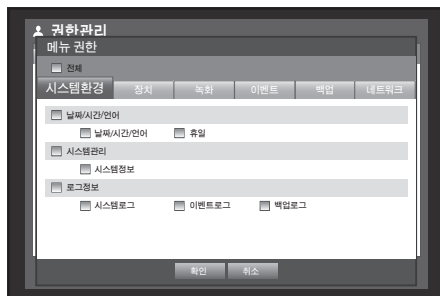 권한관리
메뉴 권한
전체
시스템환경 장치 녹화 이벤트 백업 네트워크
날짜/시간/언어
날짜/시간/언어 휴일
시스템관리
시스템정보
로그정보
시스템로그 이벤트로그 백업로그
확인 취소